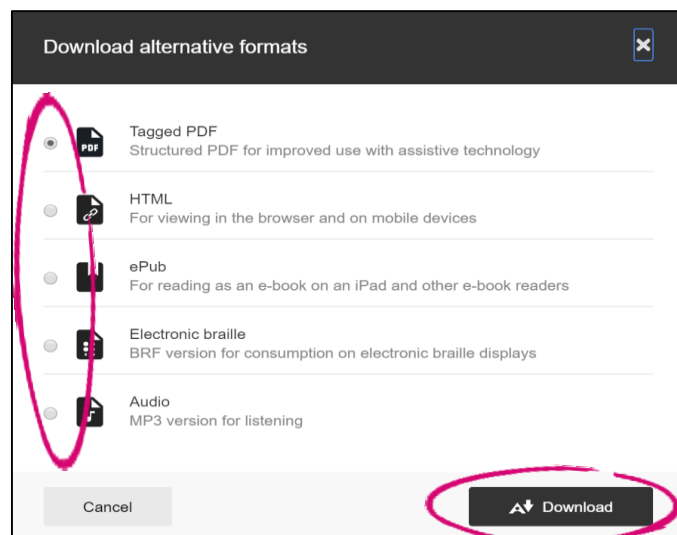 Download alternative formats
Tagged PDF
PDF
Structured PDF for improved use with assistive technology
HTML
For viewing in the browser and on mobile devices
ePub
For reading as an e-book on an iPad and other e-book readers
Electronic braille
BRF version for consumption on electronic braille displays
Audio
MP3 version for listening
Cancel
A Download